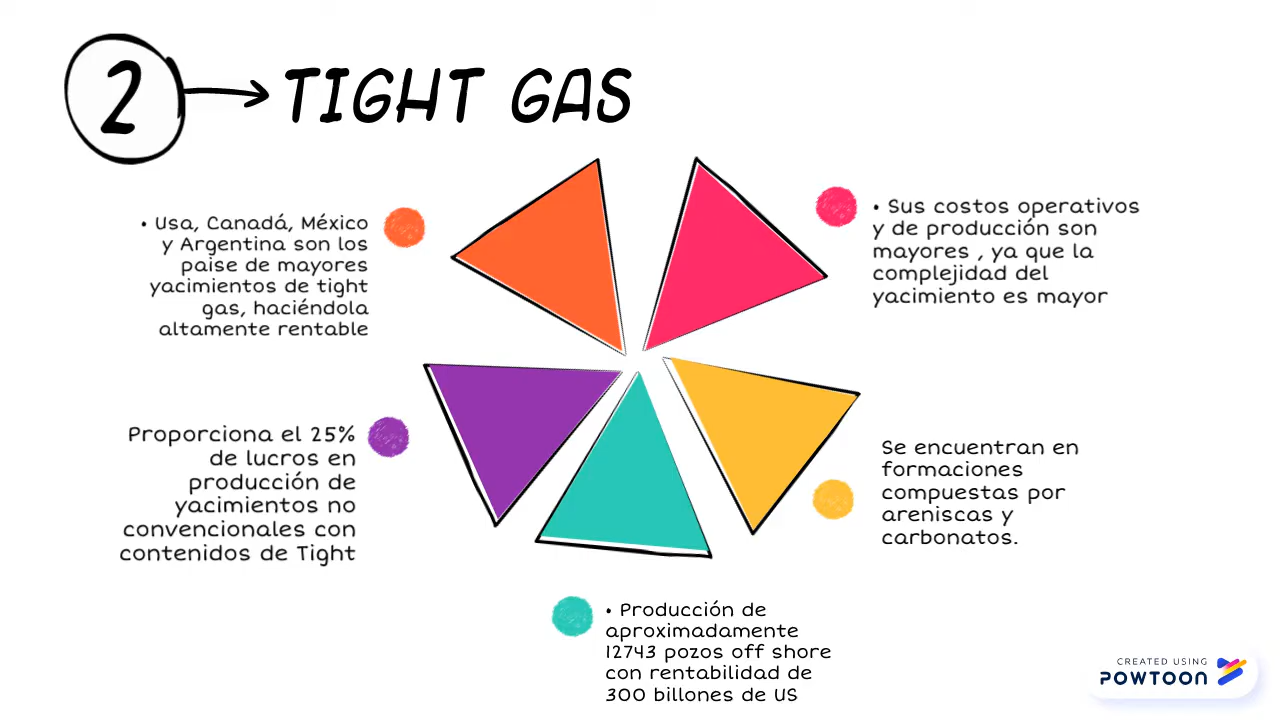 2
TIGHT GAS
• Usa, Canadá, México
y Argentina son los
paise de mayores
yacimientos de tight
gas, haciéndola
altamente rentable
• Sus costos operativos
y de producción son
mayores , ya que la
complejidad del
yacimiento es mayor
Proporciona el 25%
de lucros en
producción de
yacimientos no
convencionales con
contenidos de Tight
Se encuentran en
formaciones
compuestas por
areniscas y
carbonatos.
• Producción de
aproximadamente
12743 pozos off shore
con rentabilidad de
300 billones de US
CREATED USING
POWTOON